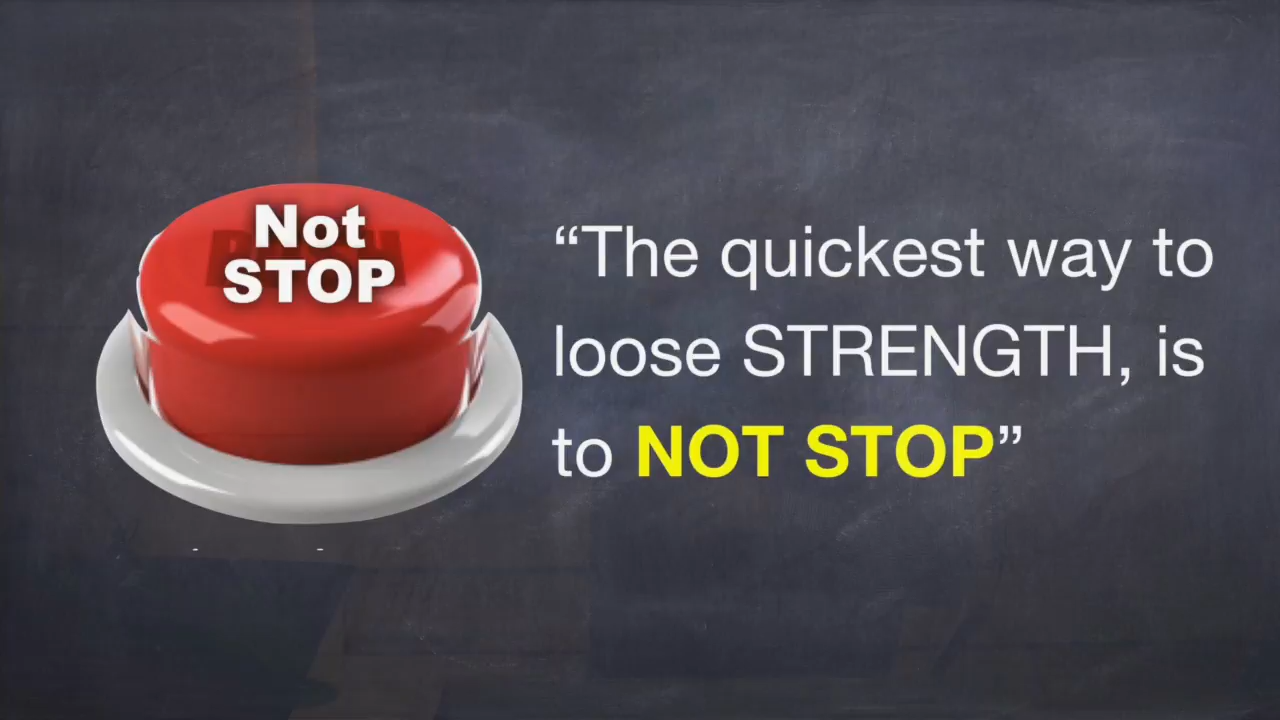 Not
STOP
“The quickest way to
loose STRENGTH, is
to NOT STOP”